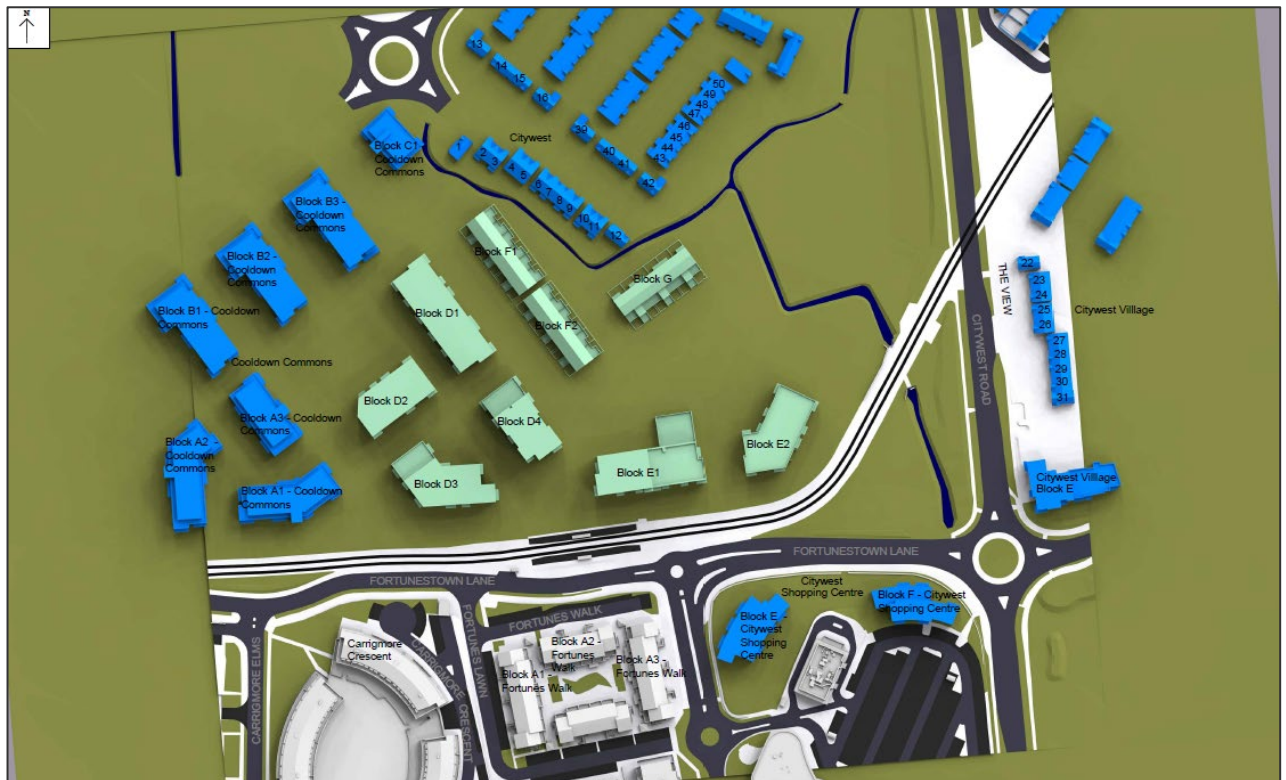 N
13
14
15
16
50
49
48
47
46
45
44
43
39
40
41
42
Citywest
1
2
3
4
5
6
7
8
9
10
11
12
Block C1
Cooldown
Commons
Block B3 -
Cooldown
Commons
Block B2 -
Cooldown
Commons
Block B1 - Cooldown
Commons
Cooldown Commons
Block A3 - Cooldown
Commons
Block A2 -
Cooldown
Commons
Block A1 - Cooldown
Commons
Block F1
Block F2
Block G
Block D1
Block D2
Block D4
Block D3
Block E1
Block E2
THE VIEW
CITYWEST ROAD
22
23
24
25
26
27
28
29
30
31
Citywest Villlage
Citywest Villlage
Block E
FORTUNESTOWN LANE
FORTUNESTOWN LANE
Citywest
Shopping Centre
Block F - Citywest
Shopping Centre
Block E -
Citywest
Shopping
Centre
FORTUNES WALK
FORTUNES LAWN
Block A2 -
Fortunes
Walk
Block A1 -
Fortunes Walk
Block A3 -
Fortunes Walk
Carrigmore
Crescent
CARRIGMORE CRESCENT
CARRIGMORE ELMS